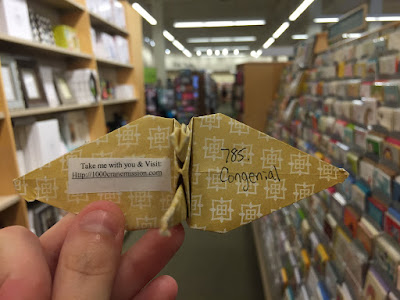 Take me with you & Visit:
Http://1000cranemission.com
785.
Congenial